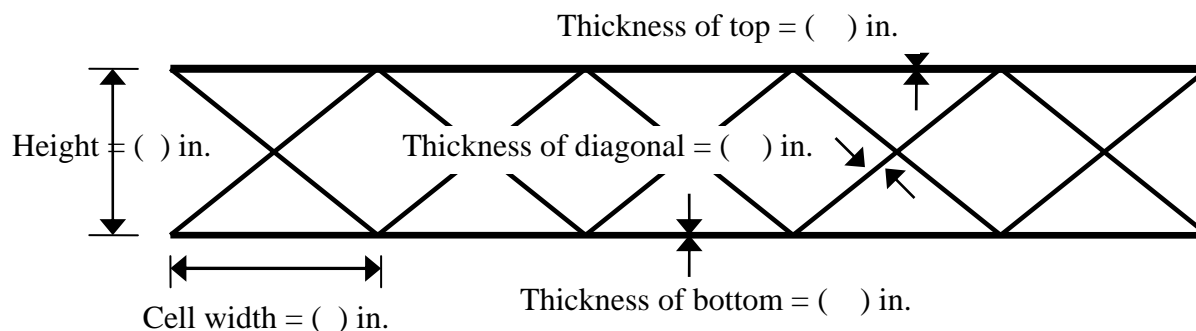 Thickness of top = ( ) in.
Height = ( ) in.
Thickness of diagonal = ( ) in.
Thickness of bottom = ( ) in.
Cell width = ( ) in.